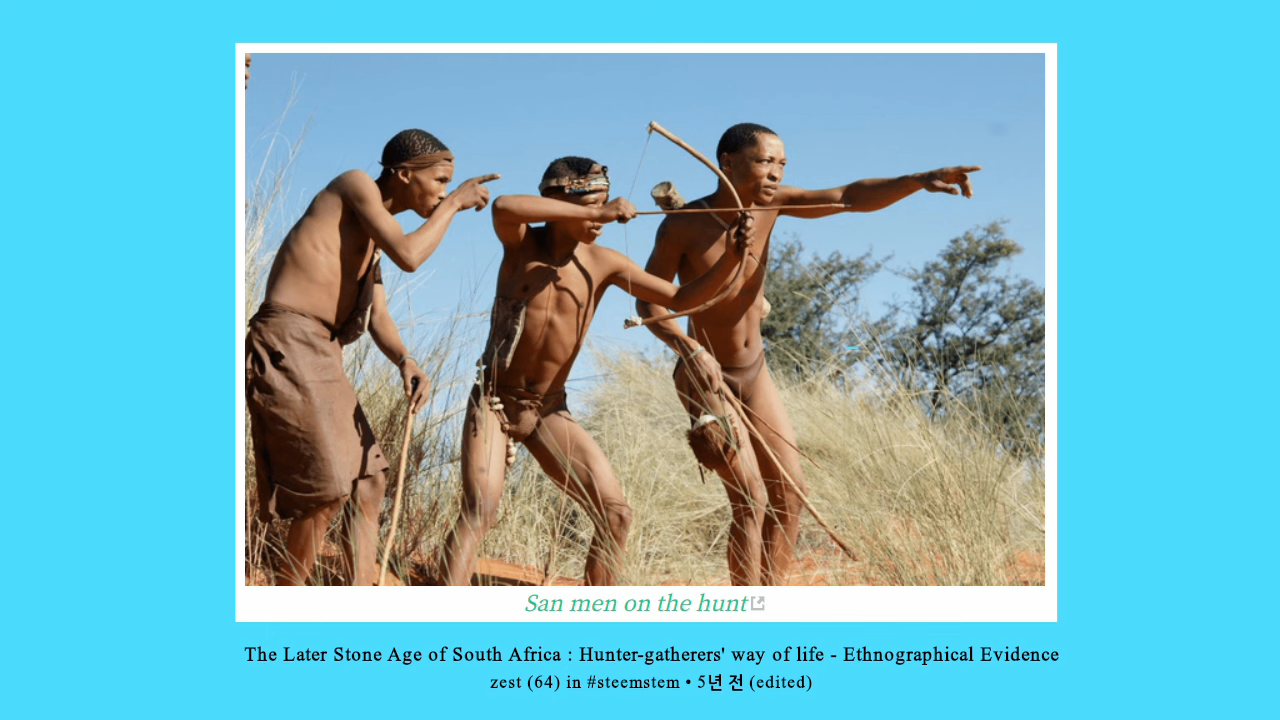 San men on the hunt
The Later Stone Age of South Africa : Hunter-gatherers' way of life - Ethnographical Evidence
zest (64) in #steemstem • 5년 전 (edited)